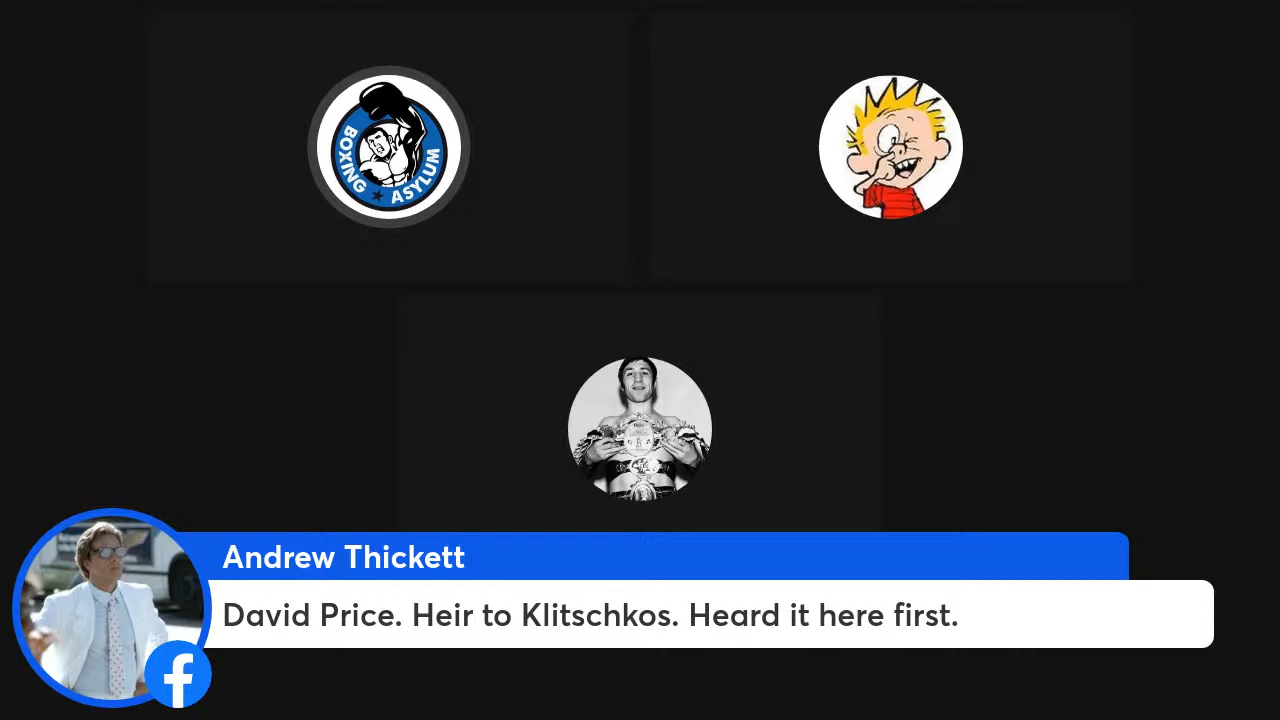 BOXING ASYLUM
Andrew Thickett
David Price. Heir to Klitschkos. Heard it here first.